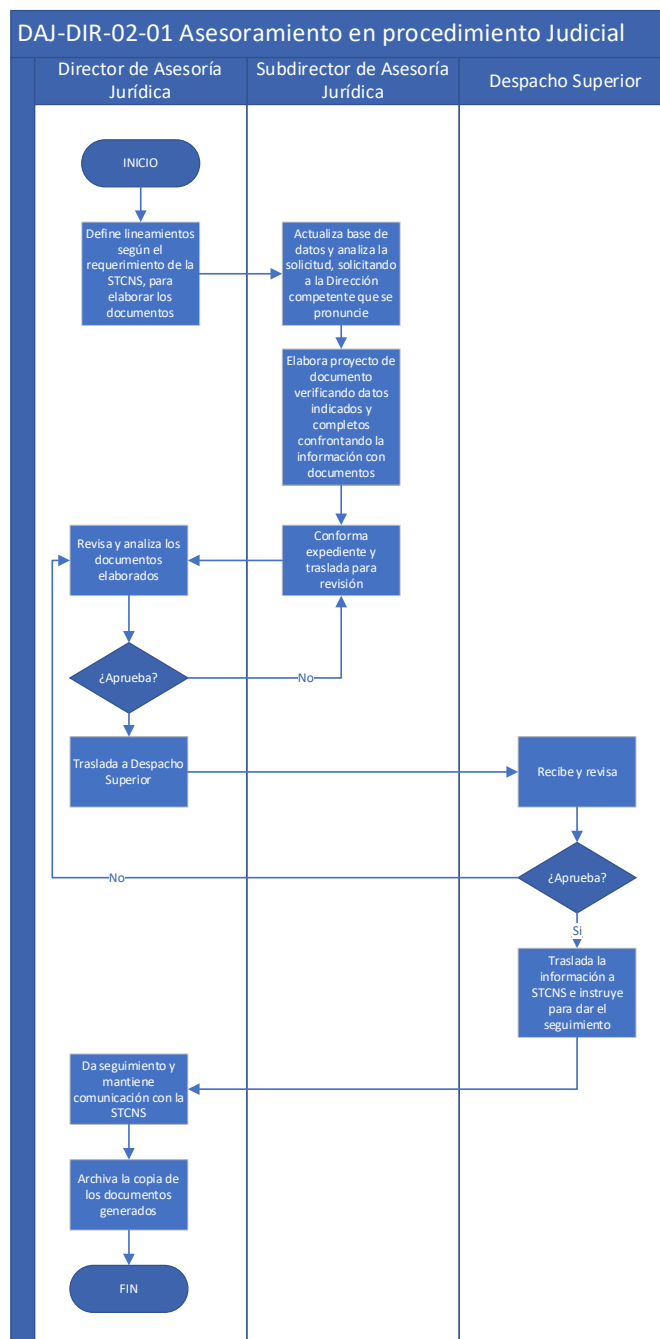 DAJ-DIR-02-01 Asesoramiento en procedimiento Judicial
Director de Asesoría
Jurídica
Subdirector de Asesoría
Jurídica
Despacho Superior
INICIO
Define lineamientos
según el
requerimiento de la
STCNS, para
elaborar los
documentos
Actualiza base de
datos y analiza la
solicitud, solicitando
a la Dirección
competente que se
pronuncie
Elabora proyecto de
documento
verificando datos
indicados y
completos
confrontando la
información con
documentos
Conforma
expediente y
traslada para
revisión
Revisa y analiza los
documentos
elaborados
¿Aprueba?
No
Traslada a Despacho
Superior
Recibe y revisa
¿Aprueba?
No
Si
Traslada la
información a
STCNS e instruye
para dar el
seguimiento
Da seguimiento y
mantiene
comunicación con la
STCNS
Archiva la copia de
los documentos
generados
FIN